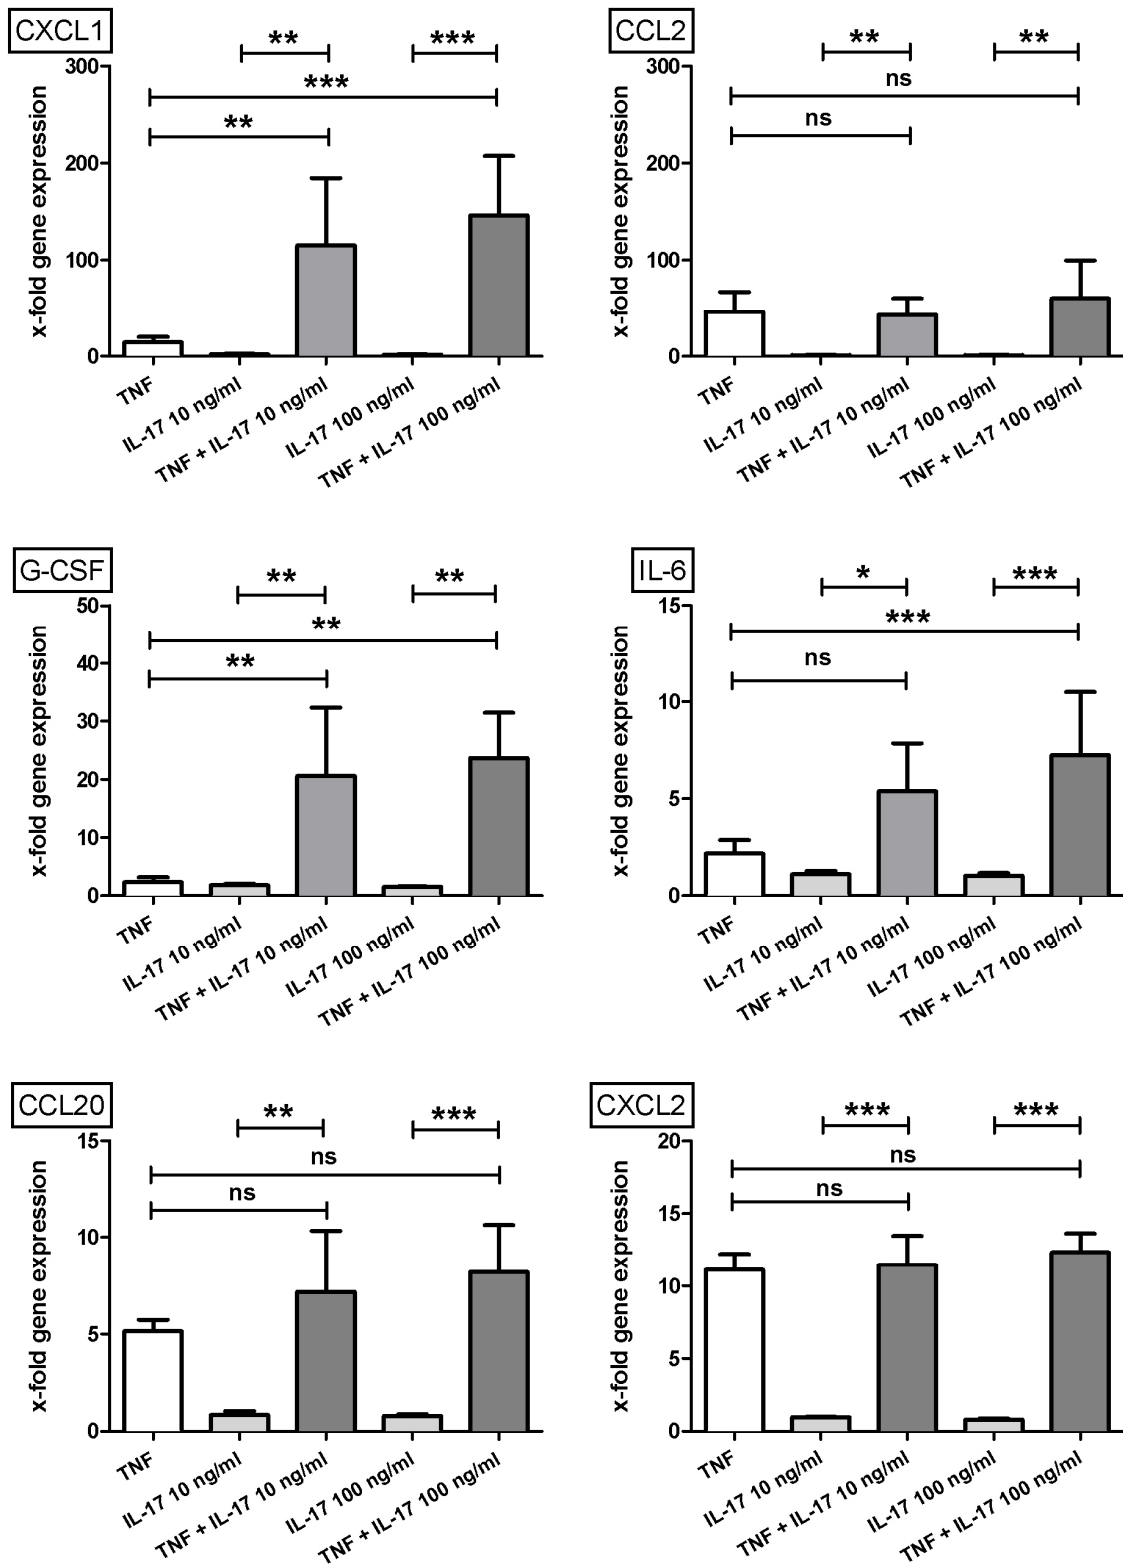 CXCL1
** ***
300
***
**
200
100
0
x-fold gene expression
TNF
IL-17 10 ng/ml
TNF + IL-17 10 ng/ml
IL-17 100 ng/ml
TNF + IL-17 100 ng/ml
CCL2
** **
300
ns
ns
200
100
0
x-fold gene expression
TNF
IL-17 10 ng/ml
TNF + IL-17 10 ng/ml
IL-17 100 ng/ml
TNF + IL-17 100 ng/ml
G-CSF
** **
50
**
**
40
30
20
10
0
x-fold gene expression
TNF
IL-17 10 ng/ml
TNF + IL-17 10 ng/ml
IL-17 100 ng/ml
TNF + IL-17 100 ng/ml
IL-6
* ***
15
***
ns
10
5
0
x-fold gene expression
TNF
IL-17 10 ng/ml
TNF + IL-17 10 ng/ml
IL-17 100 ng/ml
TNF + IL-17 100 ng/ml
CCL20
** ***
15
ns
ns
10
5
0
x-fold gene expression
TNF
IL-17 10 ng/ml
TNF + IL-17 10 ng/ml
IL-17 100 ng/ml
TNF + IL-17 100 ng/ml
CXCL2
*** ***
20
ns
ns
15
10
5
0
x-fold gene expression
TNF
IL-17 10 ng/ml
TNF + IL-17 10 ng/ml
IL-17 100 ng/ml
TNF + IL-17 100 ng/ml